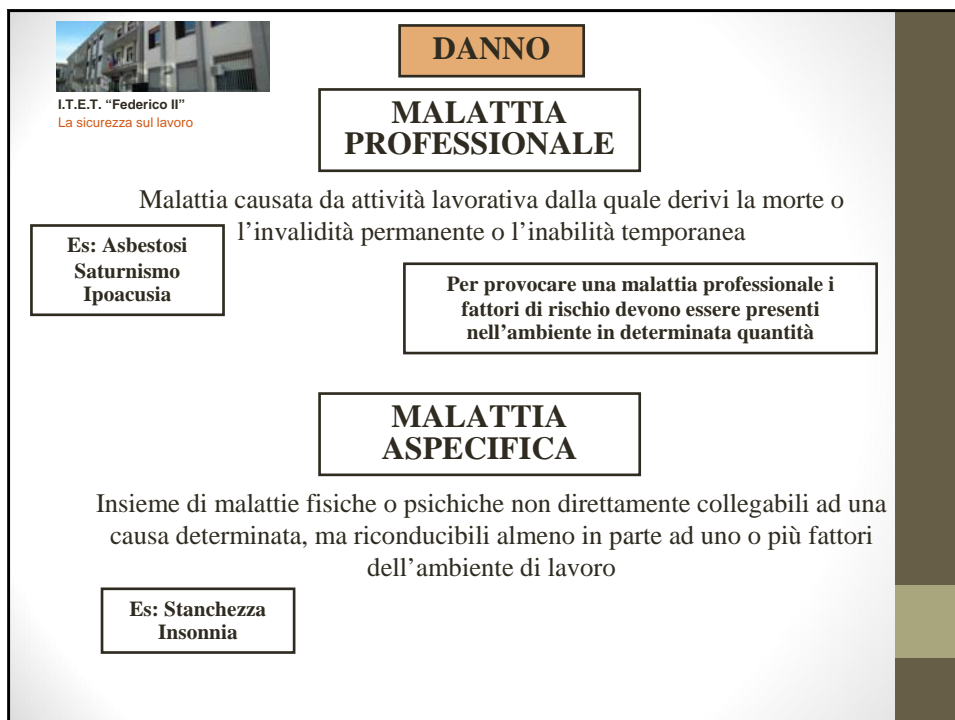 DANNO
I.T.E.T. “Federico II”
La sicurezza sul lavoro
MALATTIA
PROFESSIONALE
Malattia causata da attività lavorativa dalla quale derivi la morte o
l’invalidità permanente o l’inabilità temporanea
Es: Asbestosi
Saturnismo
Ipoacusia
Per provocare una malattia professionale i
fattori di rischio devono essere presenti
nell’ambiente in determinata quantità
MALATTIA
ASPECIFICA
Insieme di malattie fisiche o psichiche non direttamente collegabili ad una
causa determinata, ma riconducibili almeno in parte ad uno o più fattori
dell’ambiente di lavoro
Es: Stanchezza
Insonnia